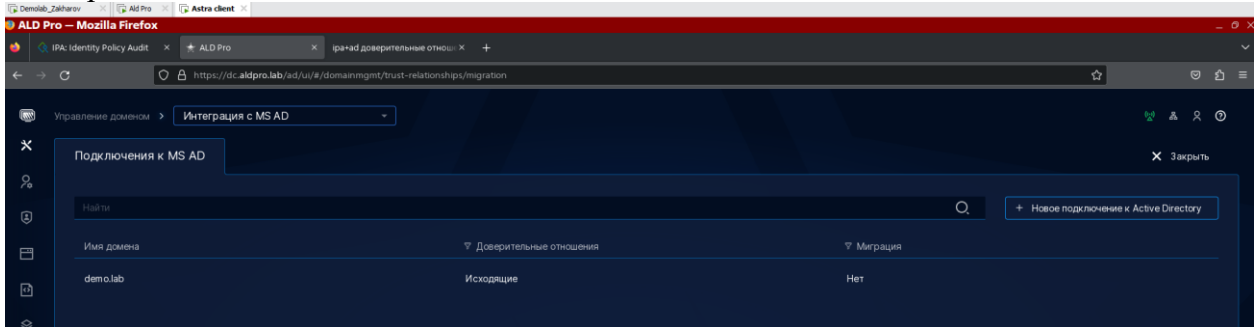 Demolab_Zakharov Ald Pro Astra client
ALD Pro — Mozilla Firefox
IPA: Identity Policy Audit ALD Pro ipa+ad доверительные отноше
https://dc.aldpro.lab/ad/ui/#/domainmgmt/trust-relationships/migration
Управление доменом Интеграция с MS AD
Подключения к MS AD Закрыть
Найти + Новое подключение к Active Directory
Имя домена Доверительные отношения Миграция
demo.lab Исходящие Нет